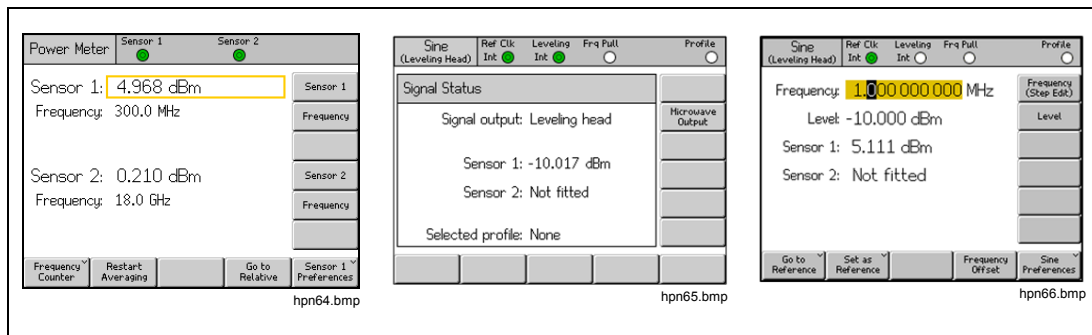 Power Meter
Sensor 1
Sensor 2
Sensor 1: 4.968 dBm
Sensor 1
Frequency: 300.0 MHz
Frequency
Sensor 2: 0.210 dBm
Sensor 2
Frequency: 18.0 GHz
Frequency
Frequency Counter
Restart Averaging
Go to Relative
Sensor 1 Preferences
hpn64.bmp
Sine
(Leveling Head)
Ref Clk
Int
Leveling
Int
Frq Pull
Profile
Signal Status
Signal output: Leveling head
Microwave Output
Sensor 1: -10.017 dBm
Sensor 2: Not fitted
Selected profile: None
hpn65.bmp
Sine
(Leveling Head)
Ref Clk
Int
Leveling
Int
Frq Pull
Profile
Frequency: 1.000 000 000 MHz
Frequency
(Step Edit)
Level: -10.000 dBm
Level
Sensor 1: 5.111 dBm
Sensor 2: Not fitted
Go to Reference
Set as Reference
Frequency Offset
Sine Preferences
hpn66.bmp